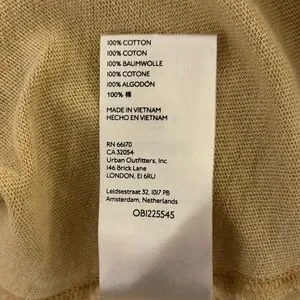 100% COTTON
100% COTON
100% BAUMWOLLE
100% COTONE
100% ALGODÓN
100% 棉
MADE IN VIETNAM
HECHO EN VIETNAM
RN 66170
CA 32054
Urban Outfitters, Inc.
146 Brick Lane
LONDON, E1 6RU
Leidsestraat 32, 1017 PB
Amsterdam, Netherlands
OB1225545